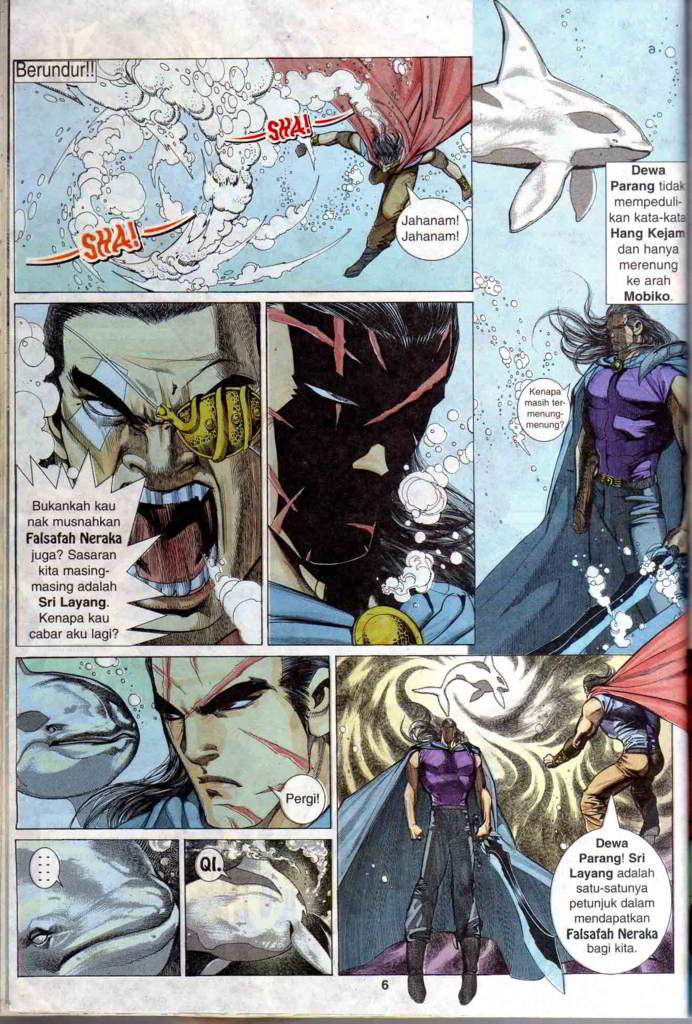 Berundur!!
SHA!
SHA!
SHA!
Jahanam!
Jahanam!
Dewa
Parang tidak
mempeduli-
kan kata-kata
Hang Kejam
dan hanya
merenung
ke arah
Mobiko.
Kenapa
masih ter-
menung-
menung?
Bukankah kau
nak musnahkan
Falsafah Neraka
juga? Sasaran
kita masing-
masing adalah
Sri Layang.
Kenapa kau
cabar aku lagi?
Pergi!
Dewa
Parang! Sri
Layang adalah
satu-satunya
petunjuk dalam
mendapatkan
Falsafah Neraka
bagi kita.
QI.
6